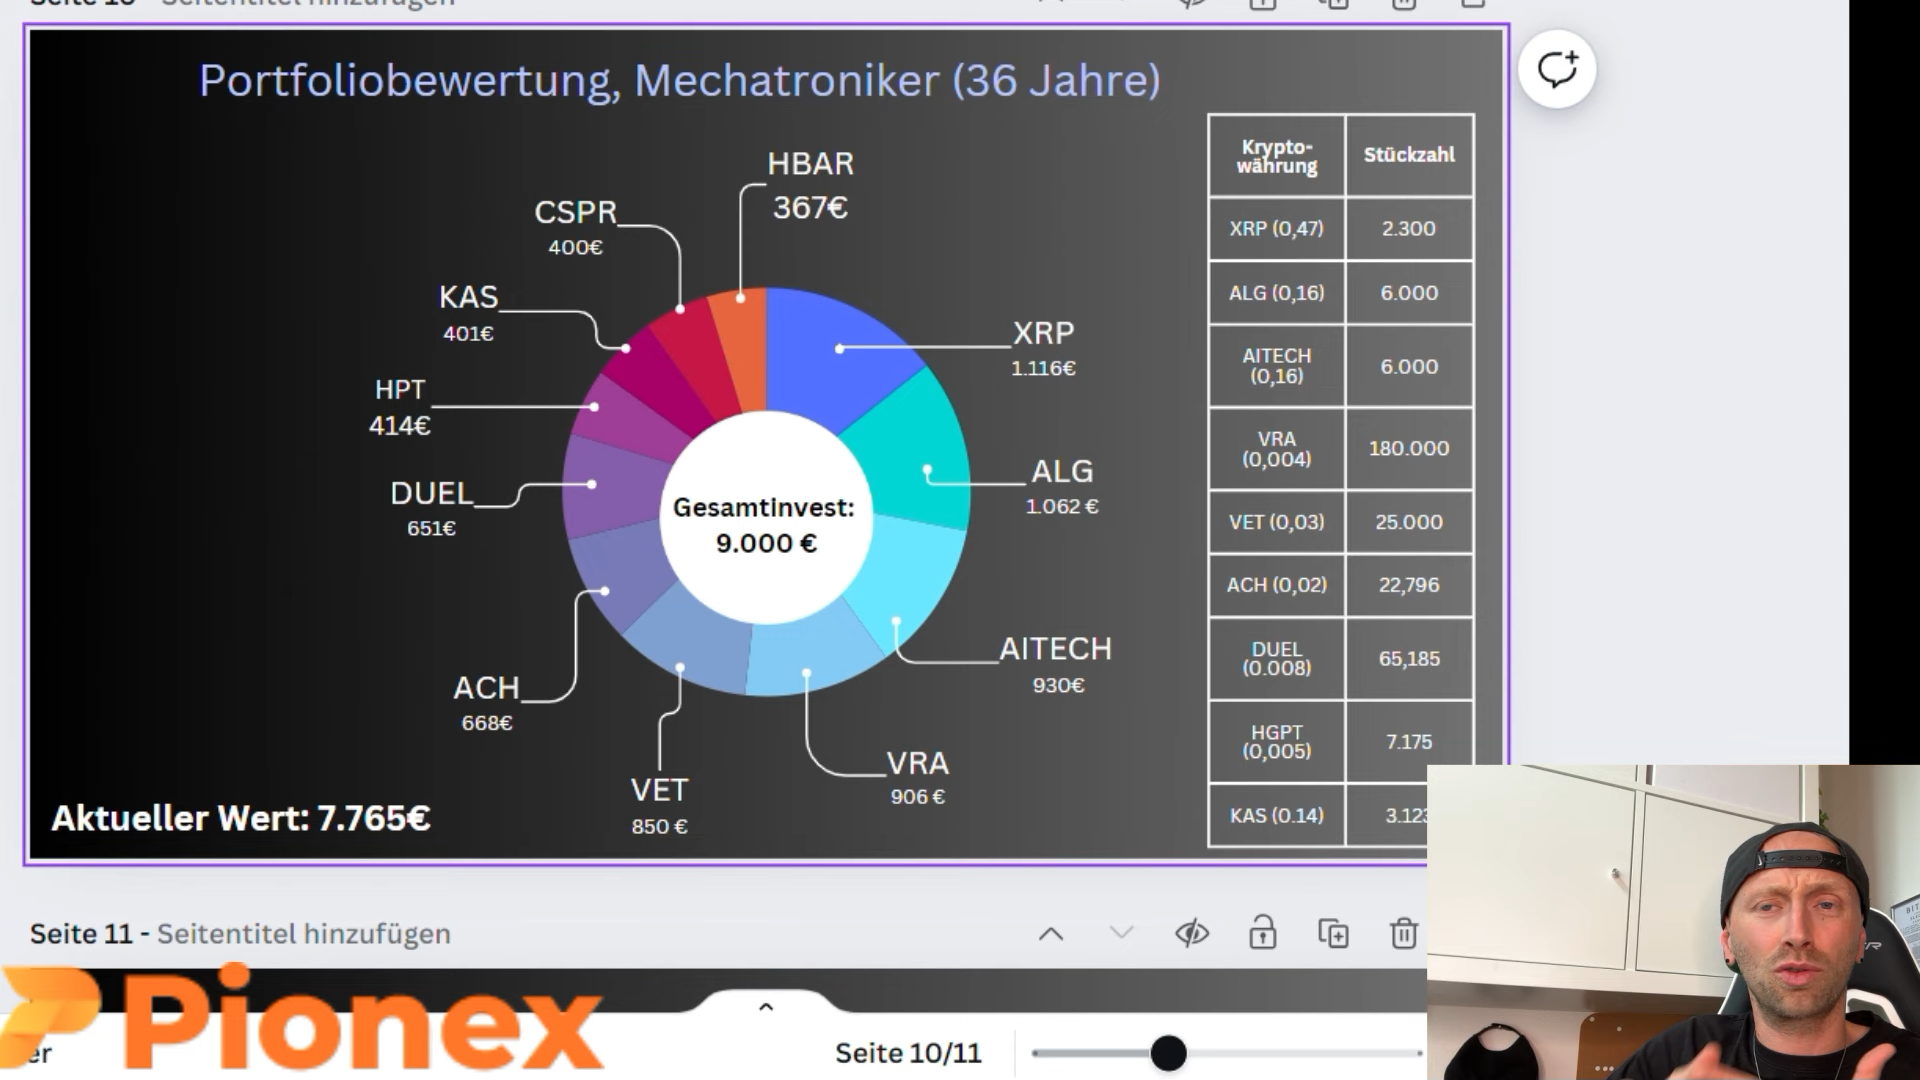 Portfoliobewertung, Mechatroniker (36 Jahre)
HBAR
367€
CSPR
400€
KAS
401€
HPT
414€
DUEL
651€
ACH
668€
VET
850 €
VRA
906 €
AITECH
930€
ALG
1.062 €
XRP
1.116€
Gesamtinvest:
9.000 €
Aktueller Wert: 7.765€
Krypto-
währung
Stückzahl
XRP (0,47)
2.300
ALG (0,16)
6.000
AITECH
(0,16)
6.000
VRA
(0,004)
180.000
VET (0,03)
25.000
ACH (0,02)
22,796
DUEL
(0.008)
65,185
HGPT
(0,005)
7.175
KAS (0.14)
3.123
Seite 11 - Seitentitel hinzufügen
Pionex
er
Seite 10/11